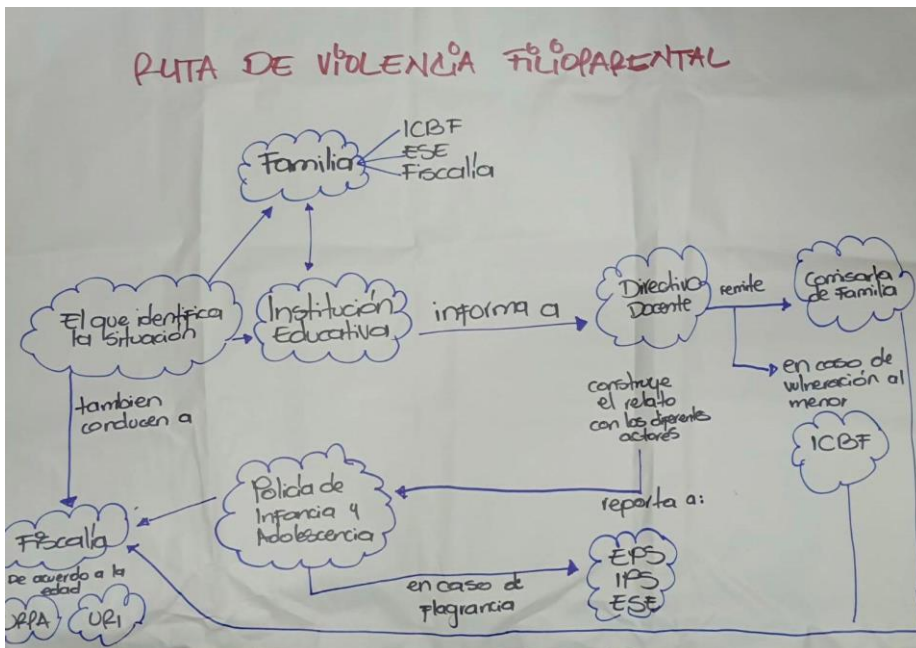 RUTA DE VIOLENCIA FILIOPARENTAL
Familia
ICBF
ESE
Fiscalía
El que identifica
la situación
Institución
Educativa
informa a
Directivo
Docente
remite
Comisaría
de Familia
en caso de
vulneración al
menor
ICBF
construye
el relato
con los diferentes
actores
tambien
conducen a
Policía de
Infancia y
Adolescencia
reporta a:
EPS
IPS
ESE
en caso de
flagrancia
Fiscalía
De acuerdo a la
edad
URI